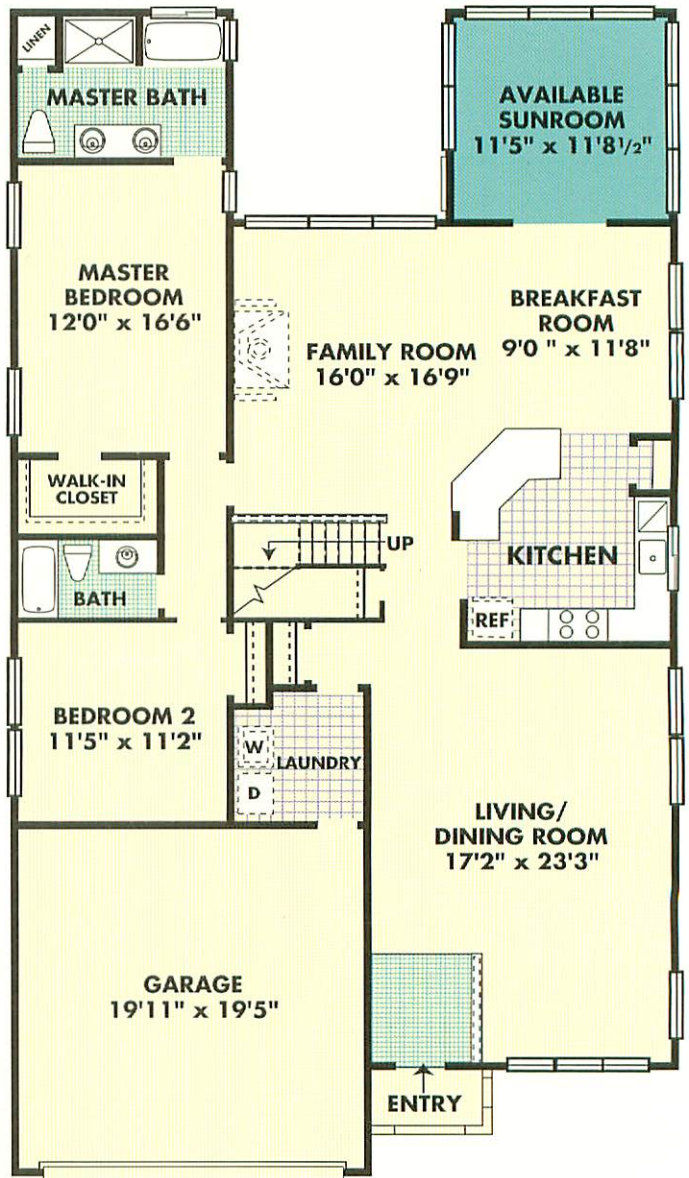 LINEN
MASTER BATH
AVAILABLE
SUNROOM
11'5" x 11'8 1/2"
MASTER
BEDROOM
12'0" x 16'6"
BREAKFAST
ROOM
9'0 " x 11'8"
FAMILY ROOM
16'0" x 16'9"
WALK-IN
CLOSET
UP
KITCHEN
BATH
REF
BEDROOM 2
11'5" x 11'2"
W
LAUNDRY
D
LIVING/
DINING ROOM
17'2" x 23'3"
GARAGE
19'11" x 19'5"
ENTRY